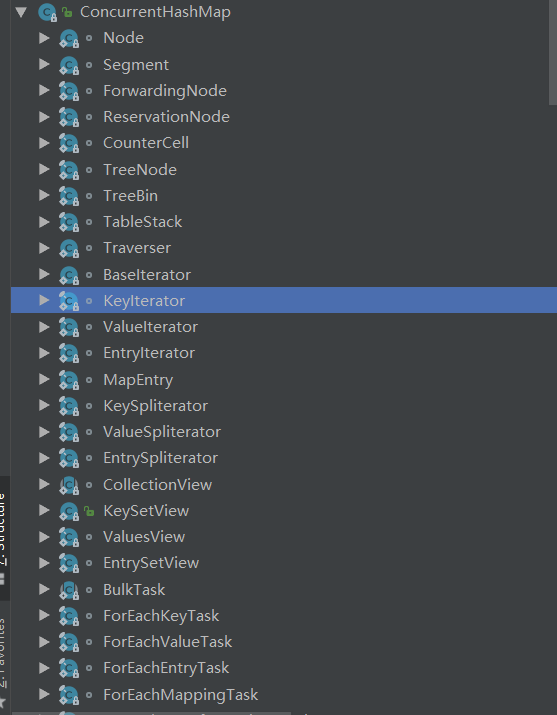 ConcurrentHashMap
Node
Segment
ForwardingNode
ReservationNode
CounterCell
TreeNode
TreeBin
TableStack
Traverser
BaseIterator
KeyIterator
ValueIterator
EntryIterator
MapEntry
KeySpliterator
ValueSpliterator
EntrySpliterator
CollectionView
KeySetView
ValuesView
EntrySetView
BulkTask
ForEachKeyTask
ForEachValueTask
ForEachEntryTask
ForEachMappingTask
Z: Structure
2: Favorites